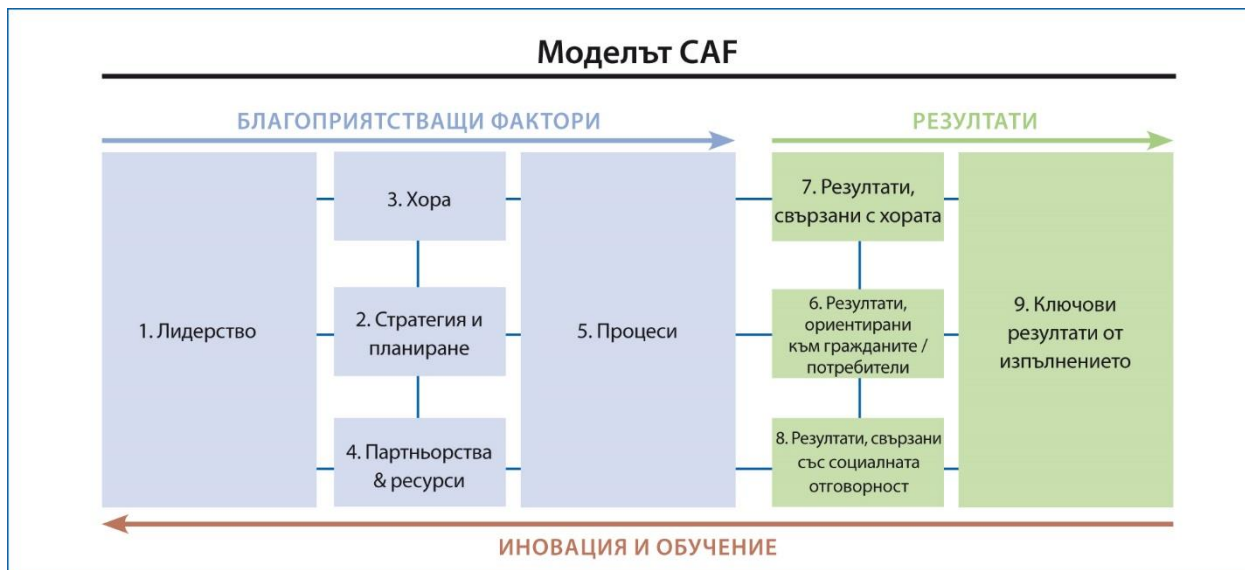 Моделът CAF
БЛАГОПРИЯТСТВАЩИ ФАКТОРИ
РЕЗУЛТАТИ
1. Лидерство
3. Хора
2. Стратегия и
планиране
4. Партньорства
& ресурси
5. Процеси
7. Резултати,
свързани с хората
6. Резултати,
ориентирани
към гражданите /
потребители
8. Резултати, свързани
със социалната
отговорност
9. Ключови
резултати от
изпълнението
ИНОВАЦИЯ И ОБУЧЕНИЕ